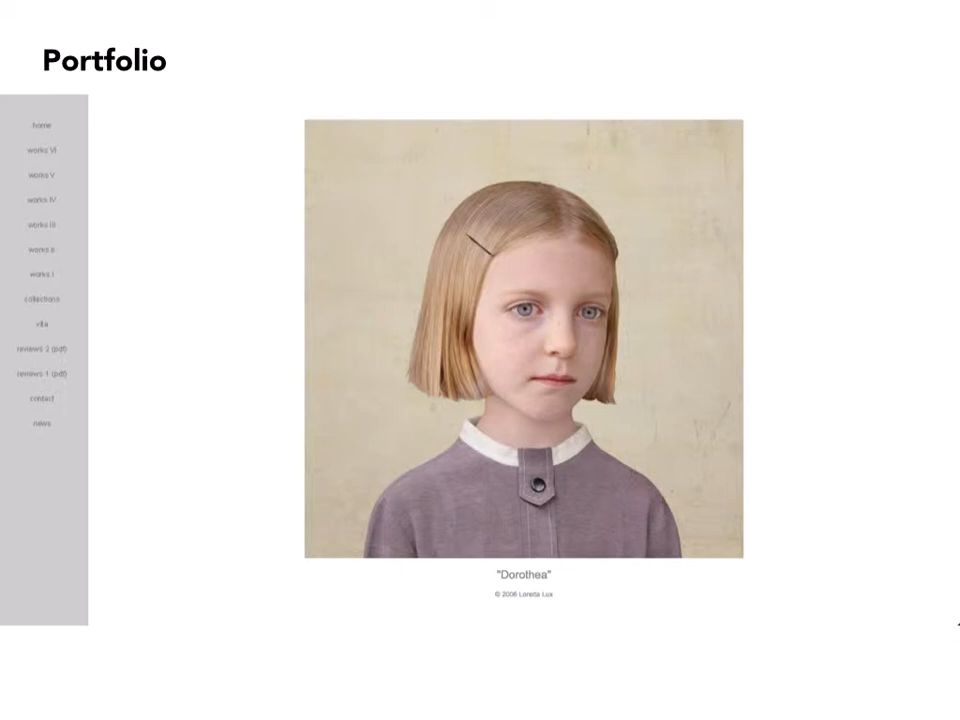 Portfolio
home
works VI
works V
works IV
works III
works II
works I
collections
vita
reviews 2 (pdf)
reviews 1 (pdf)
contact
news
"Dorothea"
© 2006 Loretta Lux